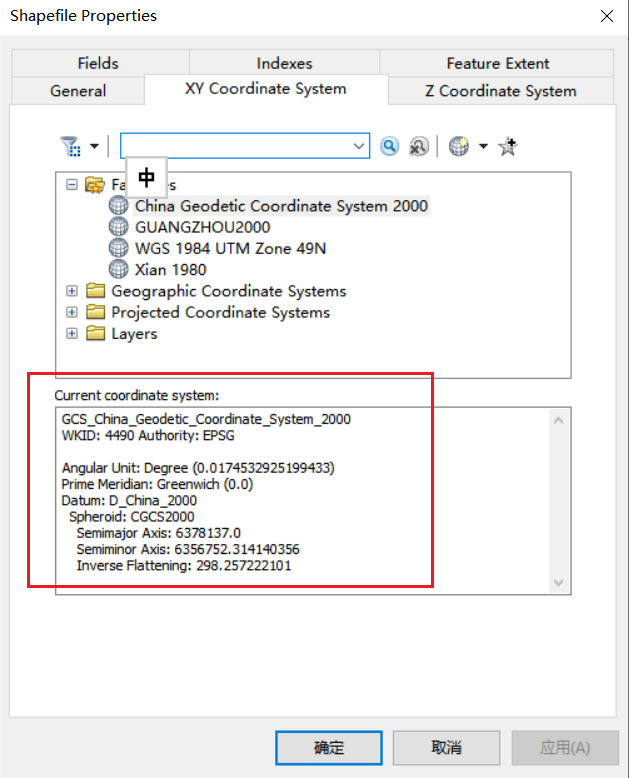 Shapefile Properties
Fields
Indexes
Feature Extent
General
XY Coordinate System
Z Coordinate System
中
China Geodetic Coordinate System 2000
GUANGZHOU2000
WGS 1984 UTM Zone 49N
Xian 1980
Geographic Coordinate Systems
Projected Coordinate Systems
Layers
Current coordinate system:
GCS_China_Geodetic_Coordinate_System_2000
WKID: 4490 Authority: EPSG
Angular Unit: Degree (0.0174532925199433)
Prime Meridian: Greenwich (0.0)
Datum: D_China_2000
Spheroid: CGCS2000
Semimajor Axis: 6378137.0
Semiminor Axis: 6356752.314140356
Inverse Flattening: 298.257222101
确定
取消
应用(A)